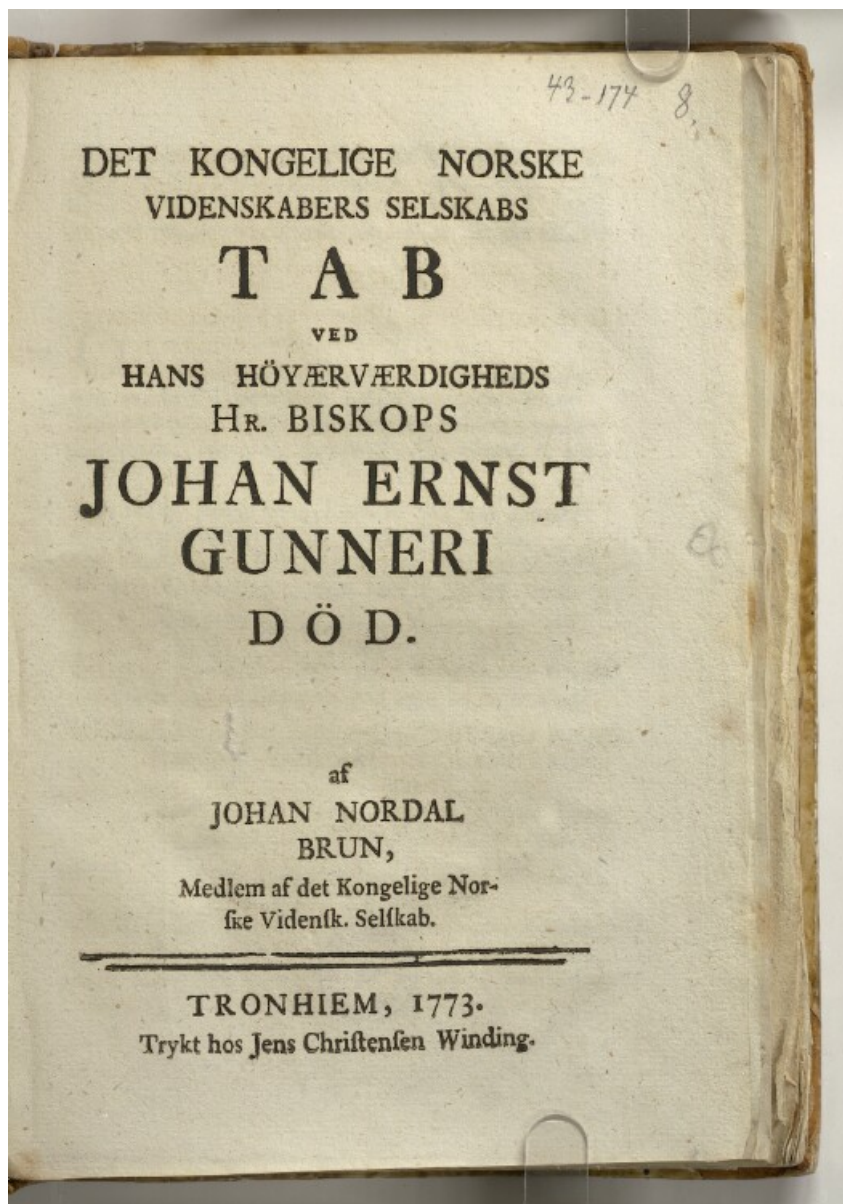 43-174 8.
DET KONGELIGE NORSKE
VIDENSKABERS SELSKABS
TAB
VED
HANS HÖYÆRVÆRDIGHEDS
HR. BISKOPS
JOHAN ERNST
GUNNERI
DÖD.
af
JOHAN NORDAL
BRUN,
Medlem af det Kongelige Nor-
ſke Videnſk. Selſkab.
TRONHIEM, 1773.
Trykt hos Jens Chriſtenſen Winding.